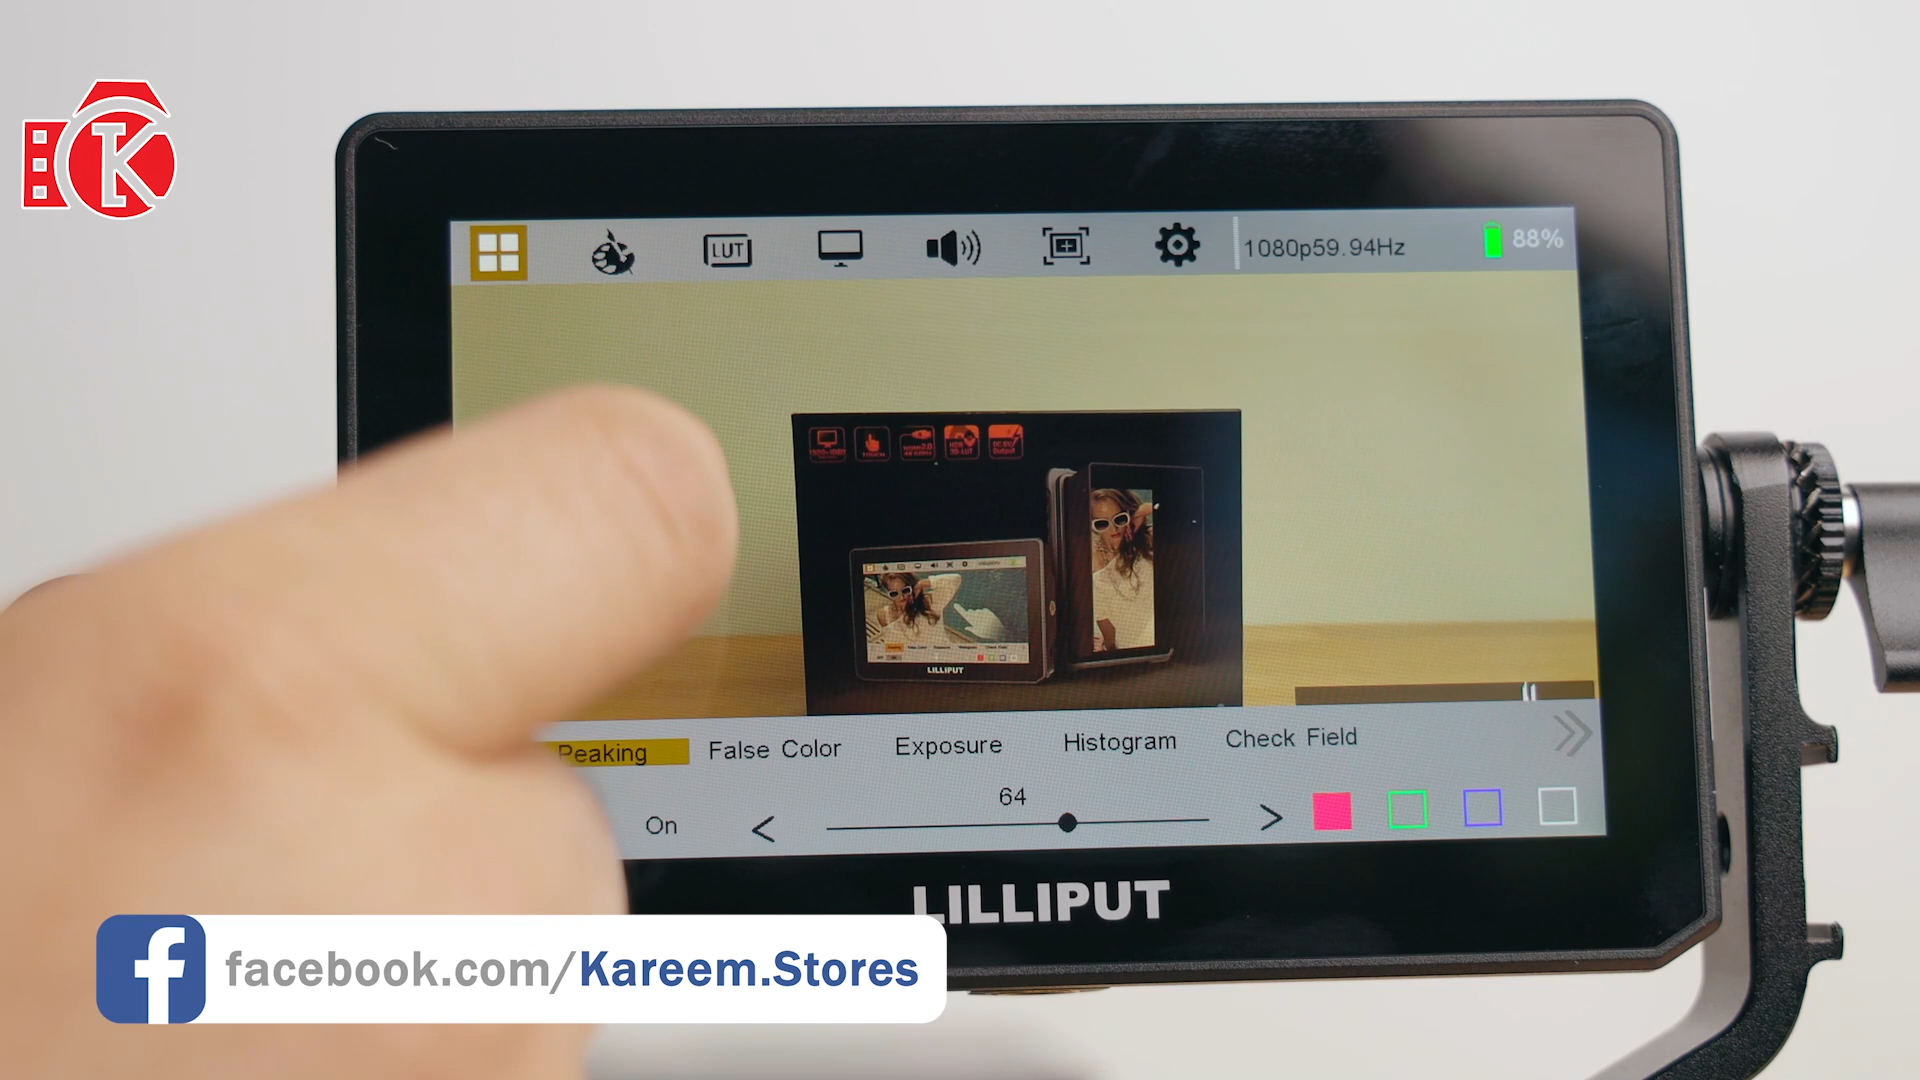 K
LUT
1080p59.94Hz
88%
TOUCH
LILLIPUT
Peaking
False Color
Exposure
Histogram
Check Field
64
On
LILLIPUT
facebook.com/Kareem.Stores